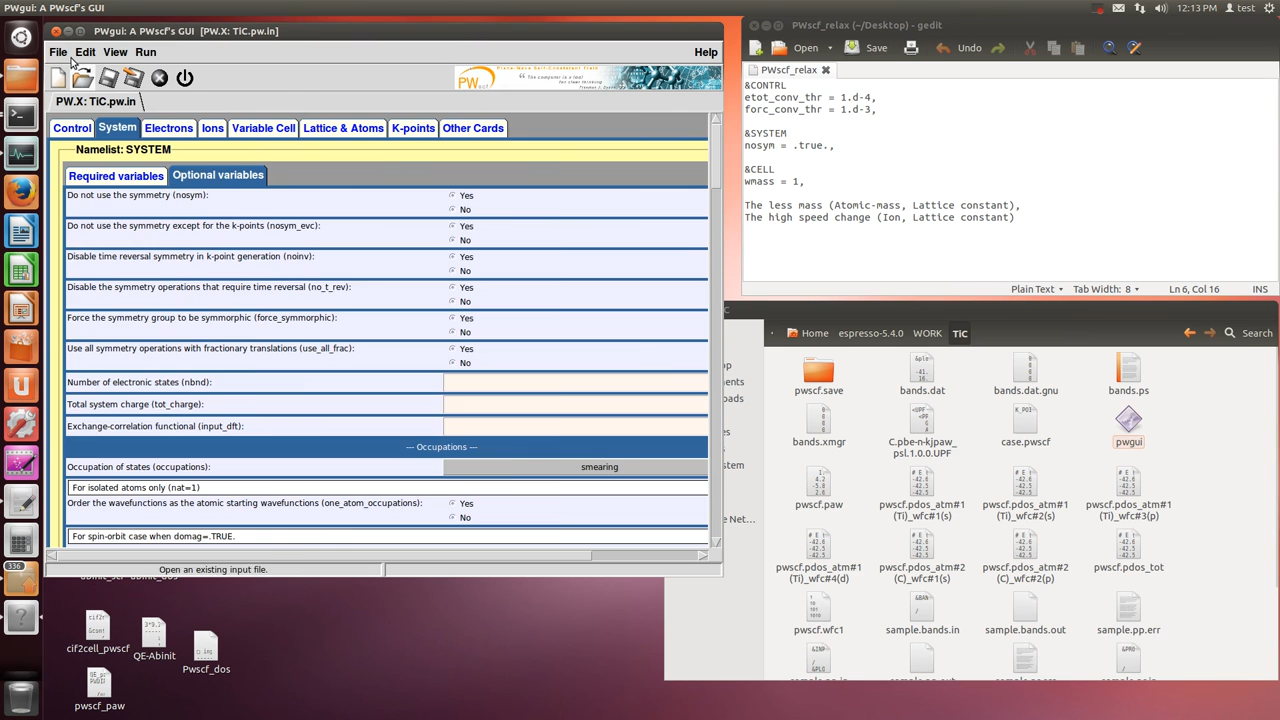 PWgui: A PWscf's GUI
12:13 PM
test
PWgui: A PWscf's GUI [PW.X: TiC.pw.in]
File Edit View Run Help
PW.X: TiC.pw.in
Control System Electrons Ions Variable Cell Lattice & Atoms K-points Other Cards
Namelist: SYSTEM
Required variables Optional variables
Do not use the symmetry (nosym): Yes
No
Do not use the symmetry except for the k-points (nosym_evc): Yes
No
Disable time reversal symmetry in k-point generation (noinv): Yes
No
Disable the symmetry operations that require time reversal (no_t_rev): Yes
No
Force the symmetry group to be symmorphic (force_symmorphic): Yes
No
Use all symmetry operations with fractionary translations (use_all_frac): Yes
No
Number of electronic states (nbnd):
Total system charge (tot_charge):
Exchange-correlation functional (input_dft):
--- Occupations ---
Occupation of states (occupations): smearing
For isolated atoms only (nat=1)
Order the wavefunctions as the atomic starting wavefunctions (one_atom_occupations): Yes
No
For spin-orbit case when domag=.TRUE.
Open an existing input file.
PWscf_relax (~/Desktop) - gedit
Open Save Undo
PWscf_relax
&CONTRL
etot_conv_thr = 1.d-4,
forc_conv_thr = 1.d-3,
&SYSTEM
nosym = .true.,
&CELL
wmass = 1,
The less mass (Atomic-mass, Lattice constant),
The high speed change (Ion, Lattice constant)
Plain Text Tab Width: 8 Ln 6, Col 16 INS
Home espresso-5.4.0 WORK TiC Search
pwscf.save bands.dat bands.dat.gnu bands.ps
bands.xmgr C.pbe-n-kjpaw_psl.1.0.0.UPF case.pwscf pwgui
pwscf.paw pwscf.pdos_atm#1(Ti)_wfc#1(s) pwscf.pdos_atm#1(Ti)_wfc#2(s) pwscf.pdos_atm#1(Ti)_wfc#3(p)
pwscf.pdos_atm#1(Ti)_wfc#4(d) pwscf.pdos_atm#2(C)_wfc#1(s) pwscf.pdos_atm#2(C)_wfc#2(p) pwscf.pdos_tot
pwscf.wfc1 sample.bands.in sample.bands.out sample.pp.err
336
cif2cell_pwscf QE-Abinit Pwscf_dos
pwscf_paw